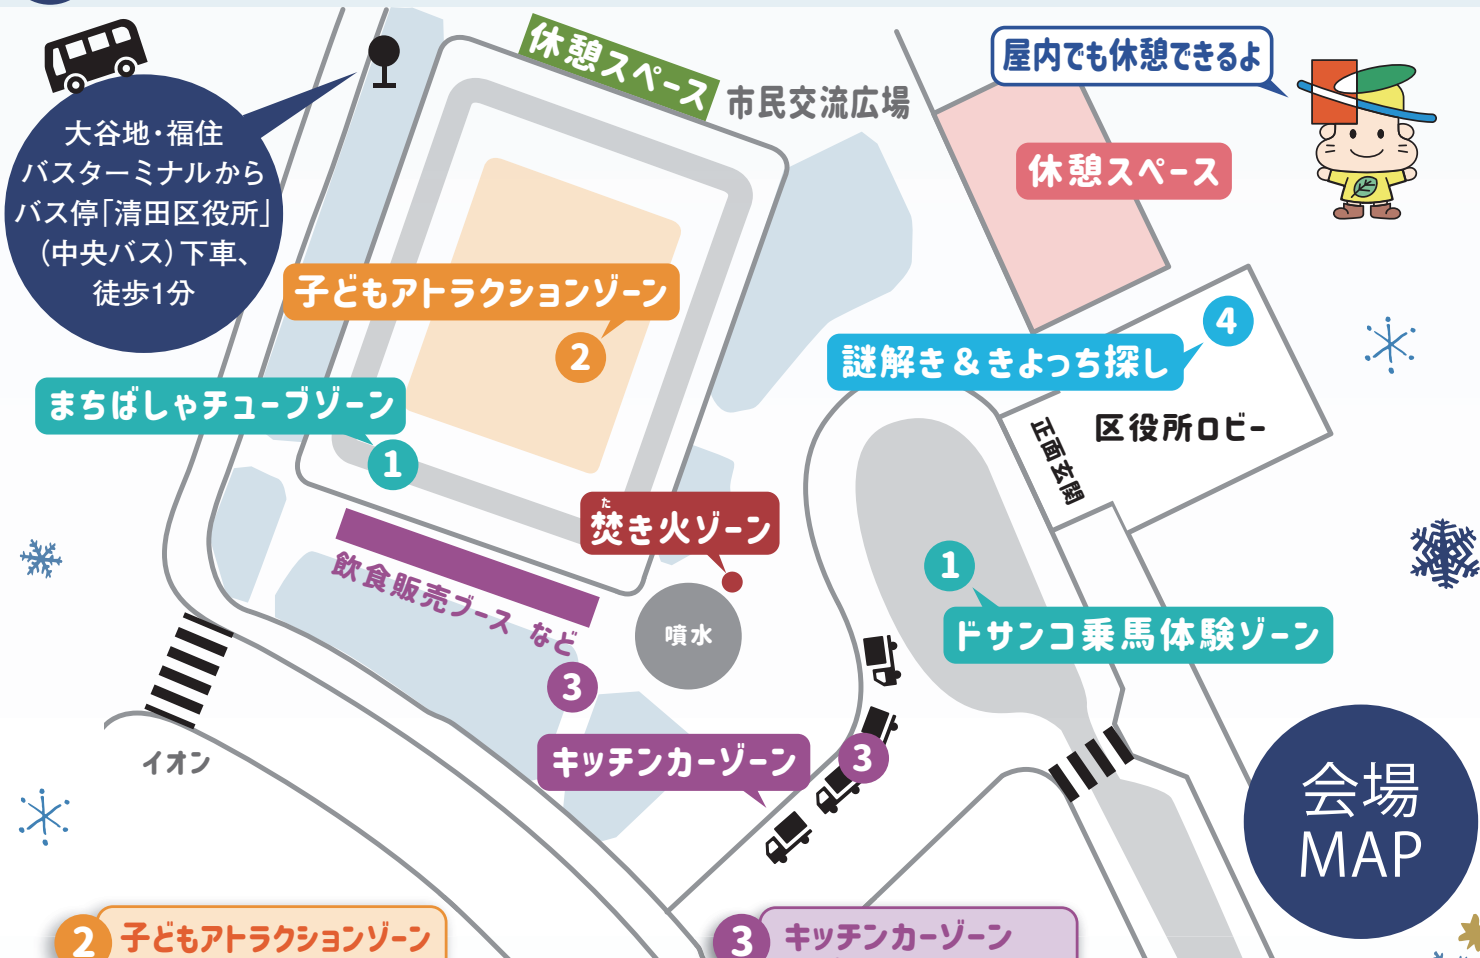 大谷地・福住
バスターミナルから
バス停「清田区役所」
(中央バス)下車、
徒歩1分
休憩スペース
市民交流広場
屋内でも休憩できるよ
休憩スペース
子どもアトラクションゾーン
2
4
謎解き&きよっち探し
区役所ロビー
正面玄関
まちばしゃチューブゾーン
1
た
焚き火ゾーン
飲食販売ブース など
3
噴水
1
ドサンコ乗馬体験ゾーン
キッチンカーゾーン
3
イオン
会場
MAP
2 子どもアトラクションゾーン
3 キッチンカーゾーン